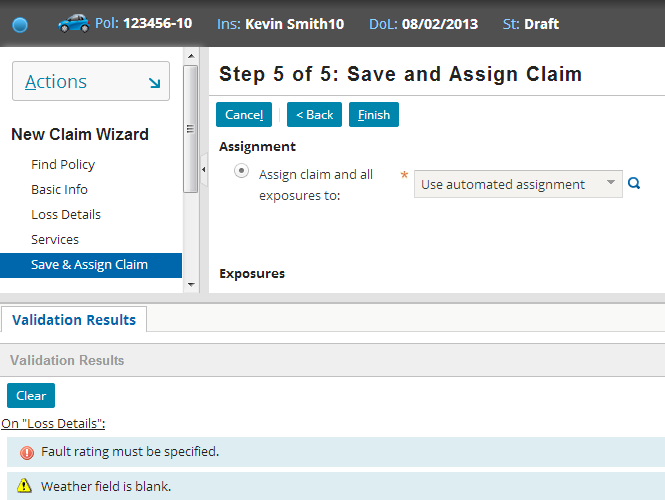 Pol: 123456-10 Ins: Kevin Smith10 DoL: 08/02/2013 St: Draft
Actions
New Claim Wizard
Find Policy
Basic Info
Loss Details
Services
Save & Assign Claim
Step 5 of 5: Save and Assign Claim
Cancel < Back Finish
Assignment
Assign claim and all
exposures to:
* Use automated assignment
Exposures
Validation Results
Validation Results
Clear
On "Loss Details":
Fault rating must be specified.
Weather field is blank.